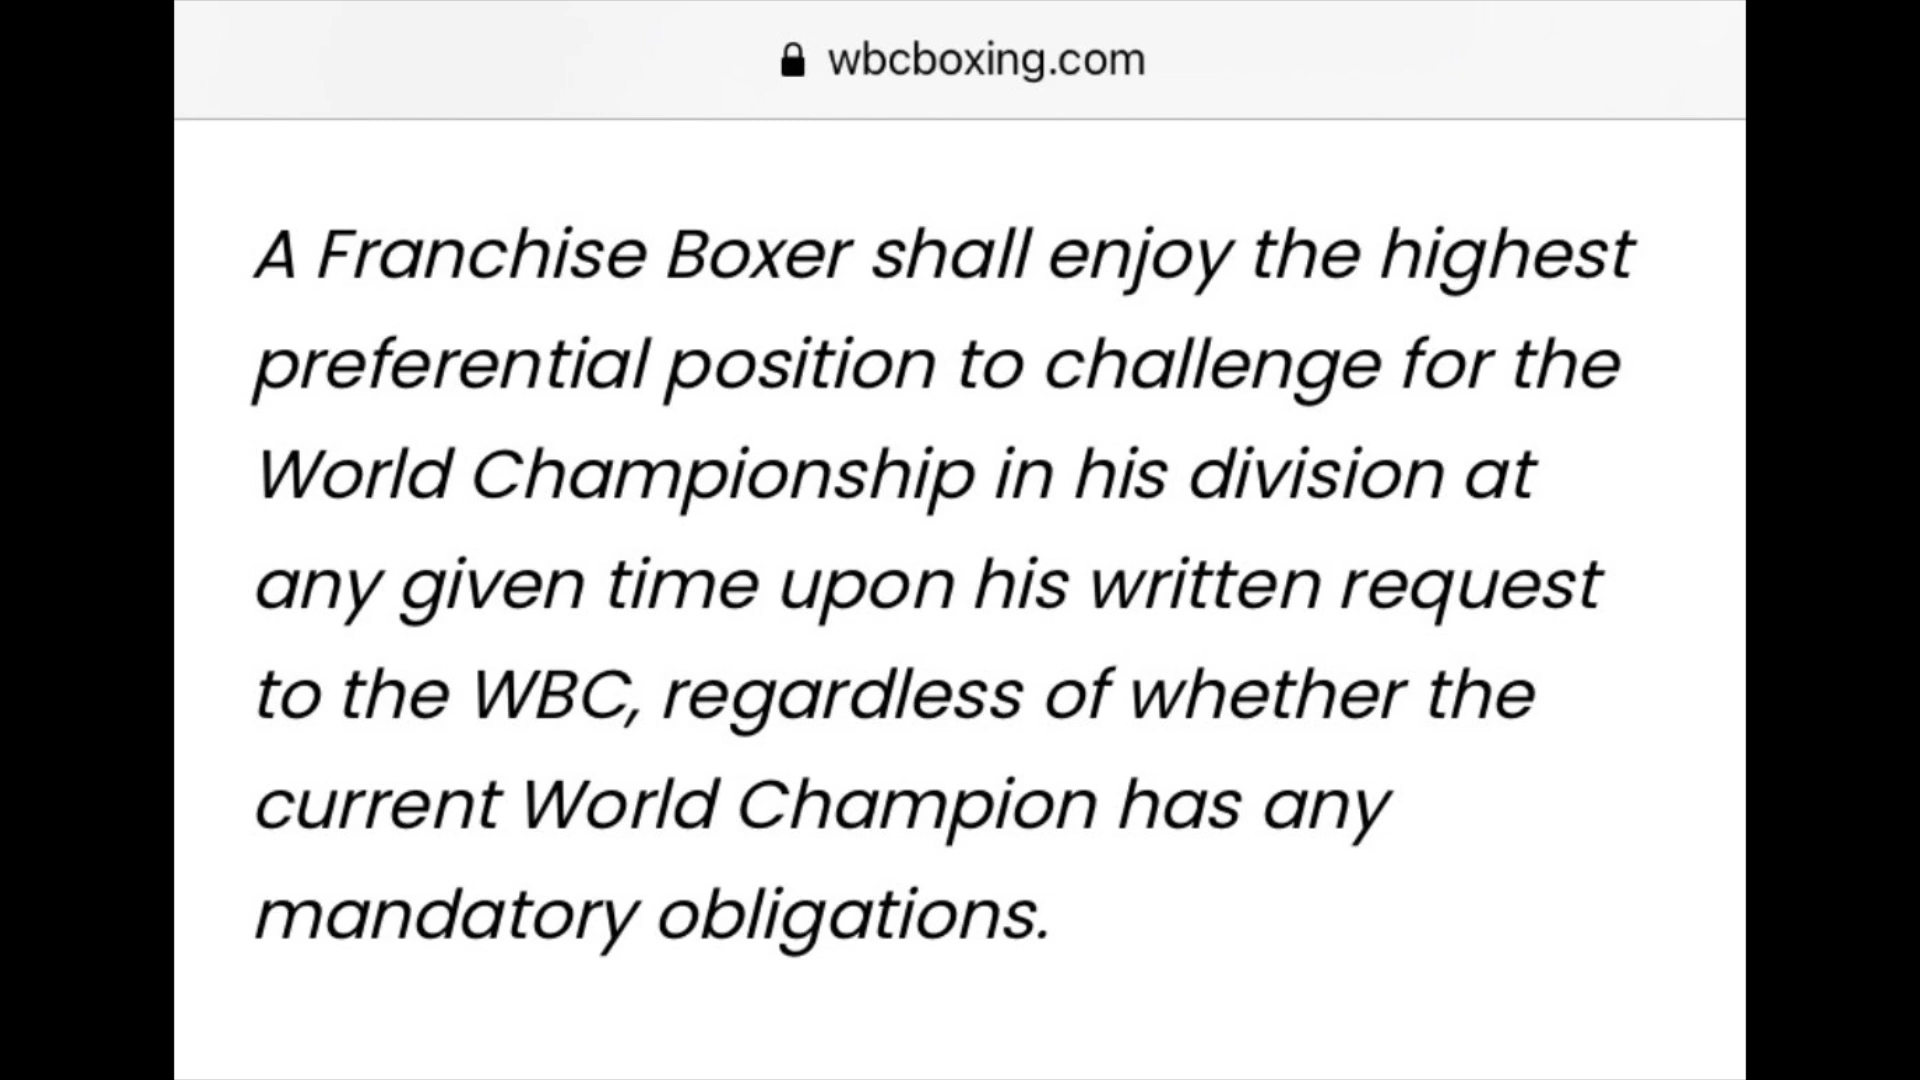 wbcboxing.com
A Franchise Boxer shall enjoy the highest
preferential position to challenge for the
World Championship in his division at
any given time upon his written request
to the WBC, regardless of whether the
current World Champion has any
mandatory obligations.